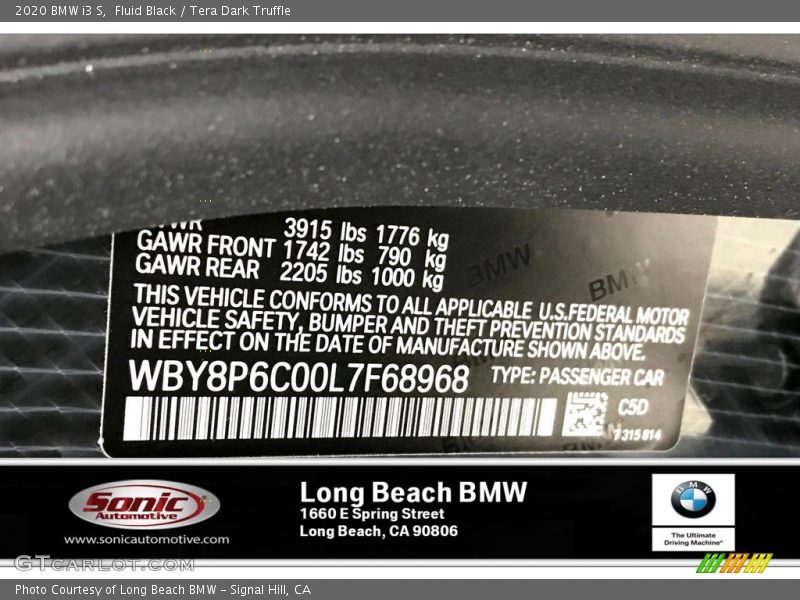 2020 BMW i3 S,  Fluid Black / Tera Dark Truffle
3915 lbs 1776 kg
GAWR FRONT 1742 lbs 790 kg
GAWR REAR 2205 lbs 1000 kg
THIS VEHICLE CONFORMS TO ALL APPLICABLE U.S.FEDERAL MOTOR
VEHICLE SAFETY, BUMPER AND THEFT PREVENTION STANDARDS
IN EFFECT ON THE DATE OF MANUFACTURE SHOWN ABOVE.
WBY8P6C00L7F68968 TYPE: PASSENGER CAR
C5D
7315814
BMW
BMW
Sonic
Automotive
www.sonicautomotive.com
Long Beach BMW
1660 E Spring Street
Long Beach, CA 90806
BMW
The Ultimate
Driving Machine®
GTcarlot.com
Photo Courtesy of Long Beach BMW - Signal Hill, CA